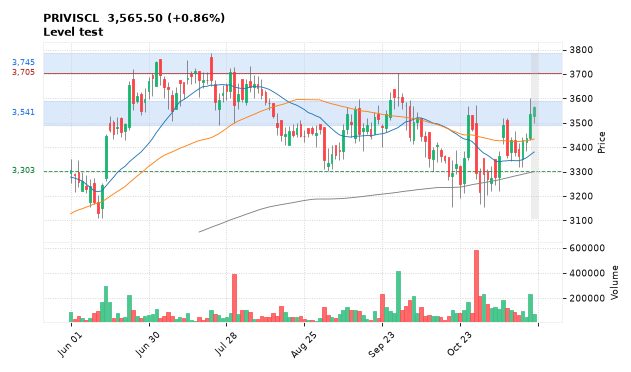 PRIVISCL 3,565.50 (+0.86%)
Level test
3,745
3,705
3,541
3,303
3800
3700
3600
3500
3400
3300
3200
3100
Price
600000
400000
200000
Volume
Jun 01
Jun 30
Jul 28
Aug 25
Sep 23
Oct 23